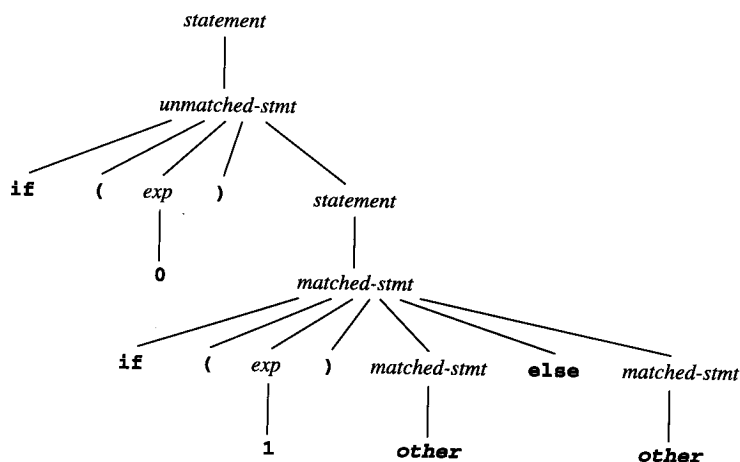 statement
unmatched-stmt
if ( exp ) statement
0
matched-stmt
if ( exp ) matched-stmt else matched-stmt
1 other other